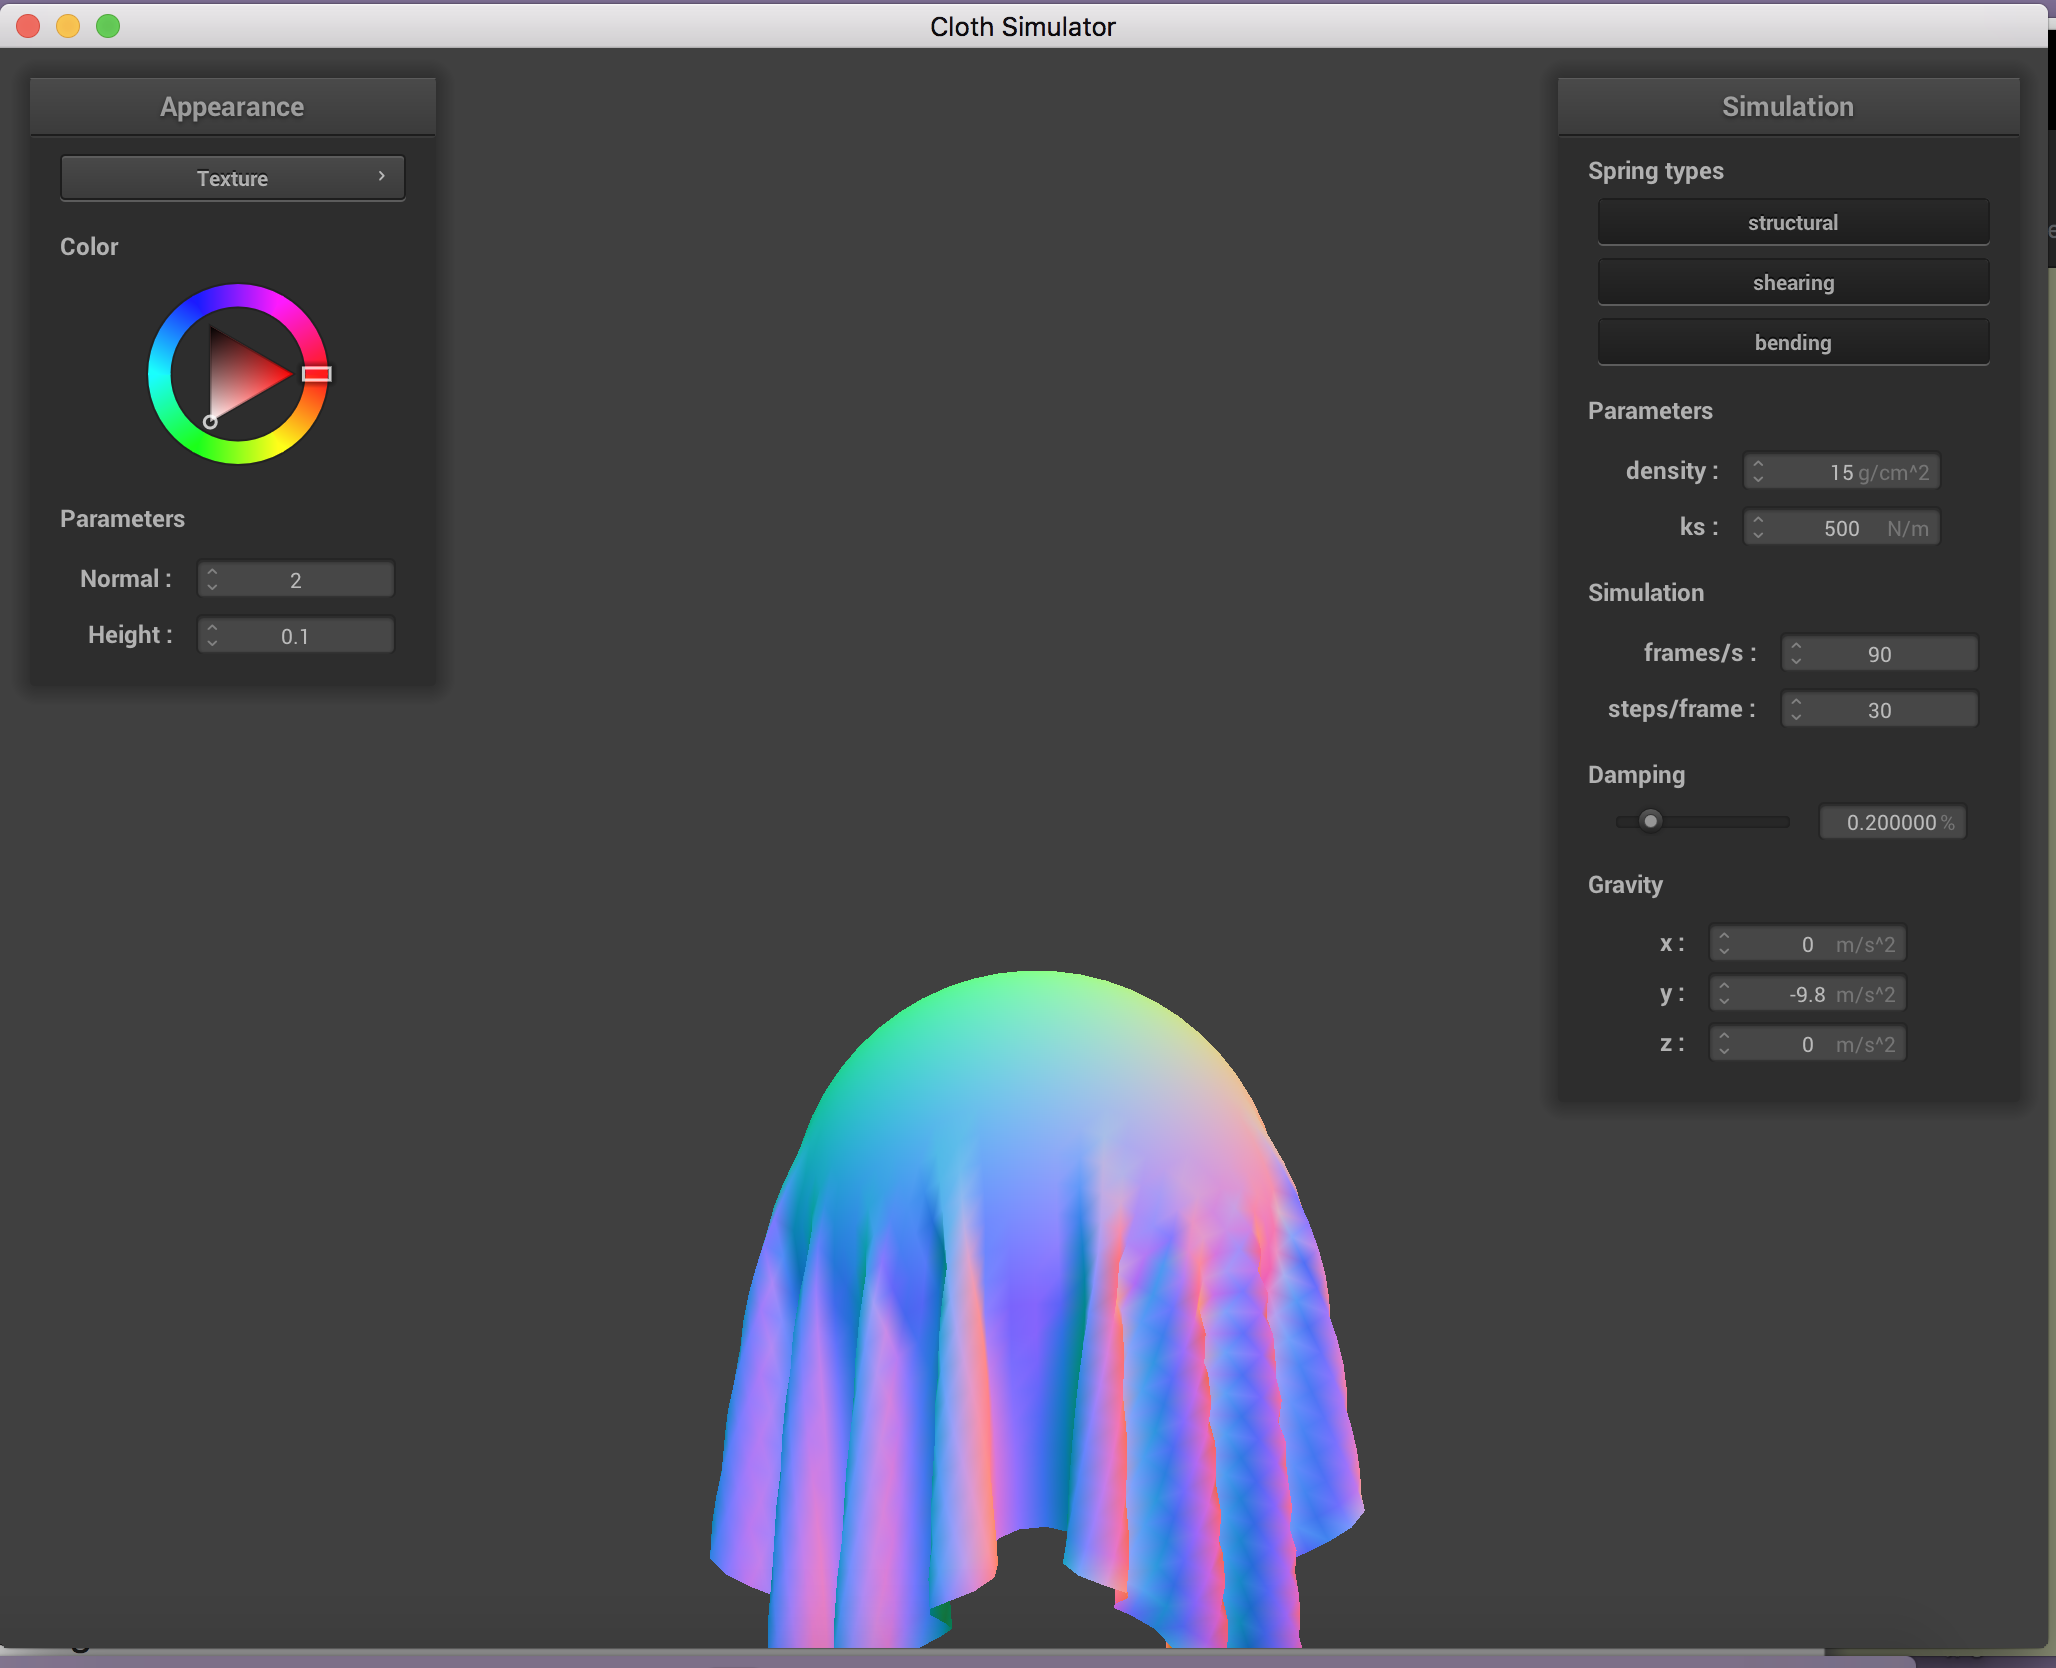 Cloth Simulator
Appearance
Texture
Color
Parameters
Normal : 2
Height : 0.1
Simulation
Spring types
structural
shearing
bending
Parameters
density : 15 g/cm^2
ks : 500 N/m
Simulation
frames/s : 90
steps/frame : 30
Damping
0.200000 %
Gravity
x : 0 m/s^2
y : -9.8 m/s^2
z : 0 m/s^2